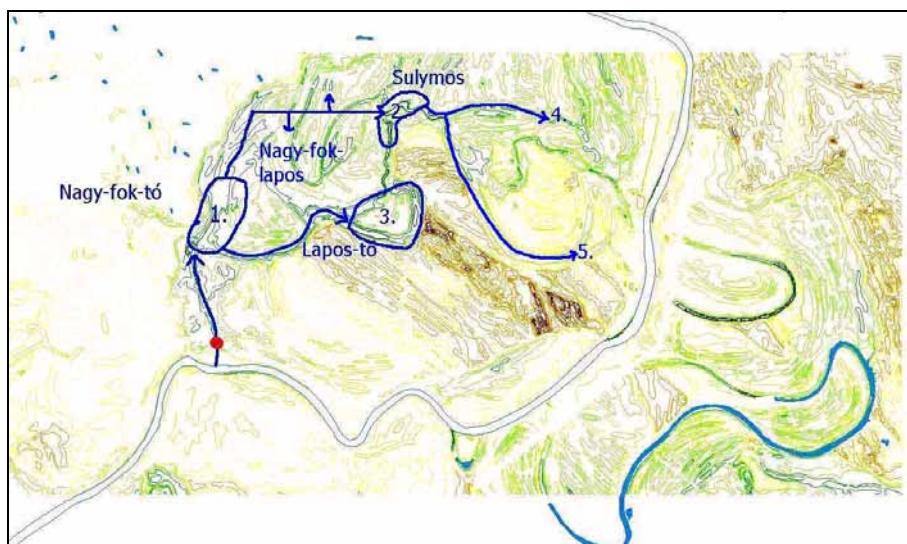 Sulymos
2.
4.
Nagy-fok-
lapos
Nagy-fok-tó
1.
3.
Lapos-tó
5.